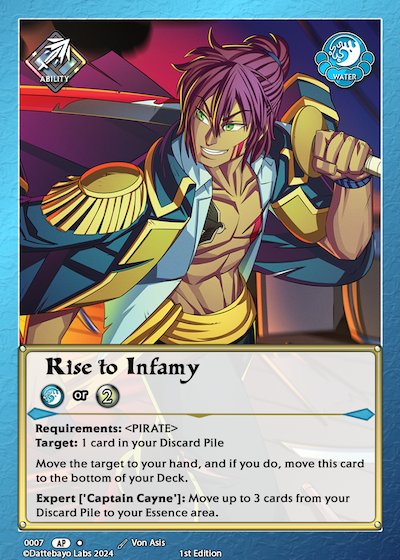 ABILITY
WATER
Rise to Infamy
or 2
Requirements: <PIRATE>
Target: 1 card in your Discard Pile
Move the target to your hand, and if you do, move this card
to the bottom of your Deck.
Expert ['Captain Cayne']: Move up to 3 cards from your
Discard Pile to your Essence area.
0007 AP Von Asis
©Dattebayo Labs 2024 1st Edition